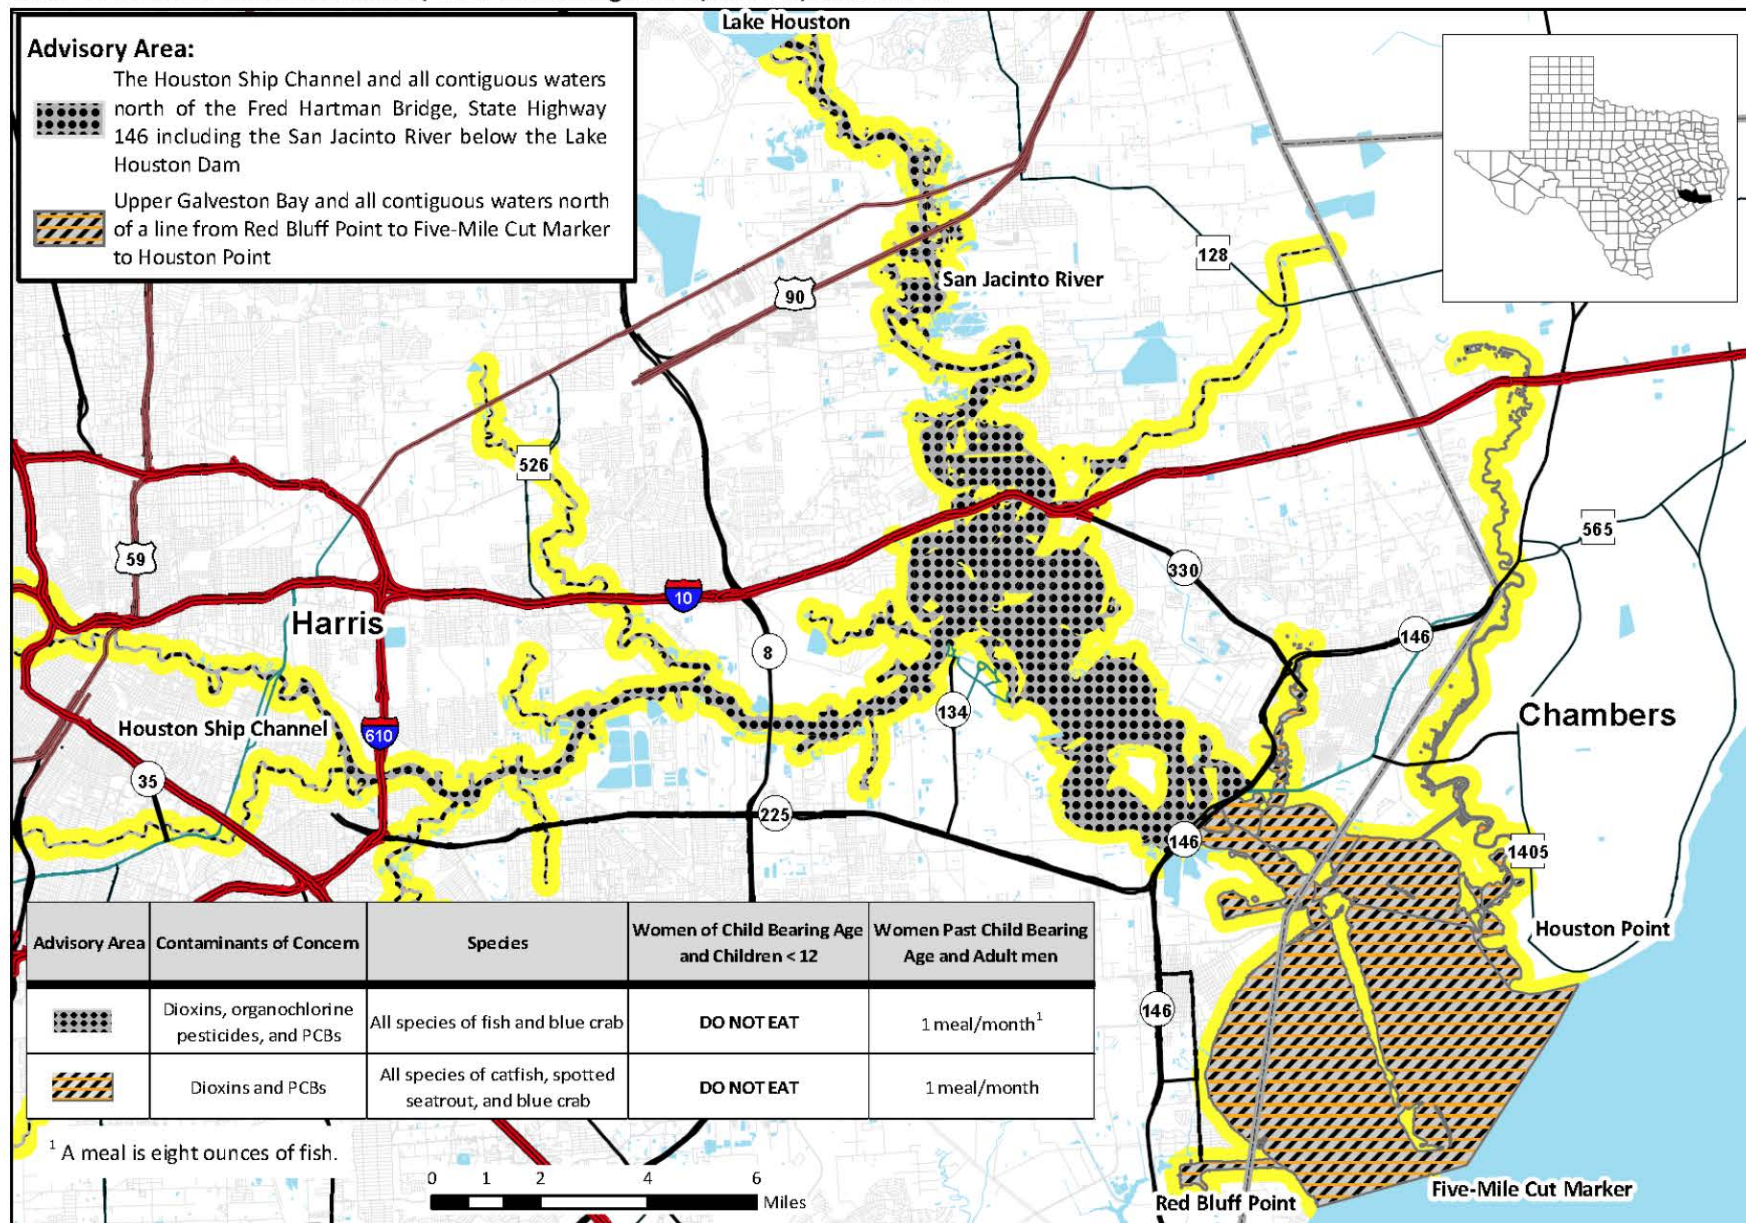 Lake Houston
Advisory Area:
The Houston Ship Channel and all contiguous waters
north of the Fred Hartman Bridge, State Highway
146 including the San Jacinto River below the Lake
Houston Dam
Upper Galveston Bay and all contiguous waters north
of a line from Red Bluff Point to Five-Mile Cut Marker
to Houston Point
128
San Jacinto River
90
526
565
59
330
10
Harris
146
8
134
Chambers
Houston Ship Channel
610
35
225
146
1405
Houston Point
146
Advisory Area
Contaminants of Concern
Species
Women of Child Bearing Age
and Children < 12
Women Past Child Bearing
Age and Adult men
Dioxins, organochlorine
pesticides, and PCBs
All species of fish and blue crab
DO NOT EAT
1 meal/month¹
Dioxins and PCBs
All species of catfish, spotted
seatrout, and blue crab
DO NOT EAT
1 meal/month
¹ A meal is eight ounces of fish.
0 1 2 4 6
Miles
Red Bluff Point
Five-Mile Cut Marker